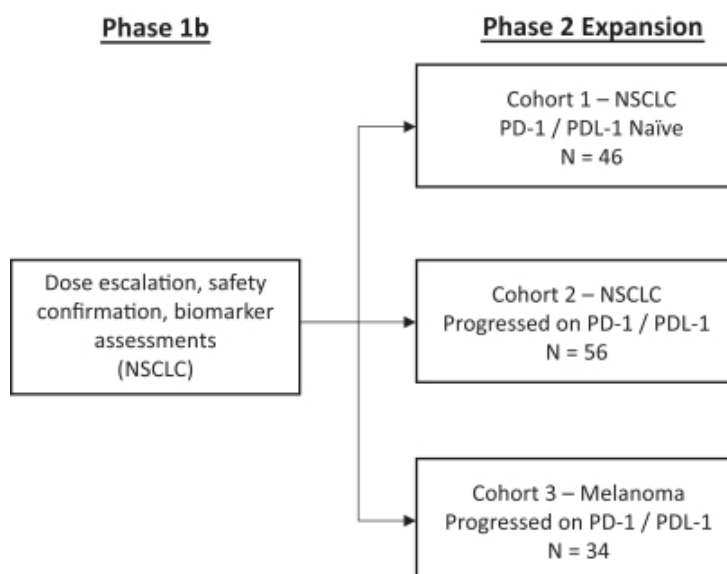 Phase 1b
Phase 2 Expansion
Dose escalation, safety
confirmation, biomarker
assessments
(NSCLC)
Cohort 1 – NSCLC
PD-1 / PDL-1 Naïve
N = 46
Cohort 2 – NSCLC
Progressed on PD-1 / PDL-1
N = 56
Cohort 3 – Melanoma
Progressed on PD-1 / PDL-1
N = 34